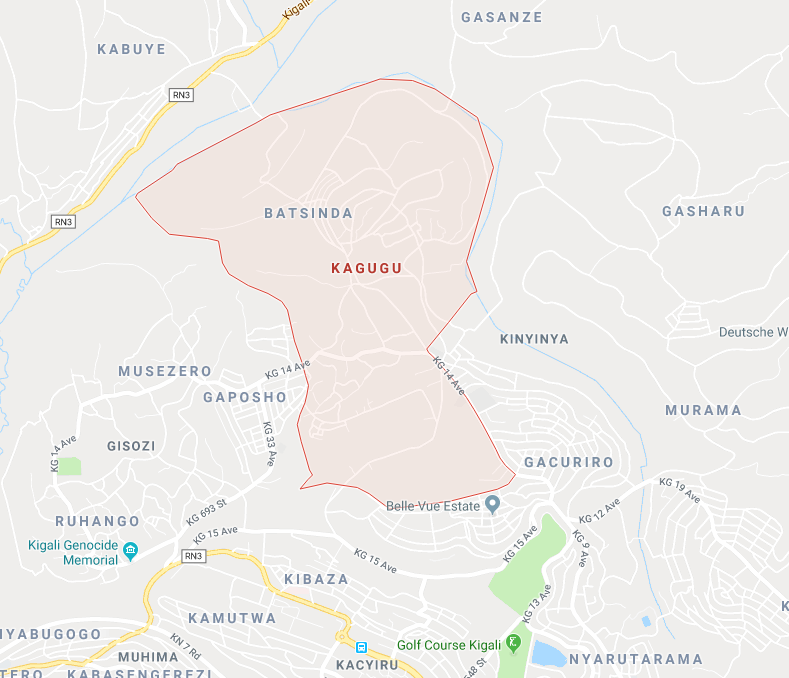 Kigali-
GASANZE
KABUYE
RN3
BATSINDA
GASHARU
RN3
KAGUGU
Deutsche W
KINYINYA
MUSEZERO
KG 14 Ave
KG-14-Ave
GAPOSHO
MURAMA
KG 14 Ave
KG 33 Ave
GISOZI
GACURIRO
KG 19 Ave
Belle-Vue Estate
KG 693 St
KG 12 Ave
RUHANGO
KG 15 Ave
KG 15 Ave
KG 9 Ave
Kigali Genocide
Memorial
RN3
KG 15 Ave
KIBAZA
KG 13 Ave
KAMUTWA
NYABUGOGO
KN 7 Rd
Golf Course Kigali
MUHIMA
KACYIRU
648 St
NYARUTARAMA
TERO
KABASENGEREZI